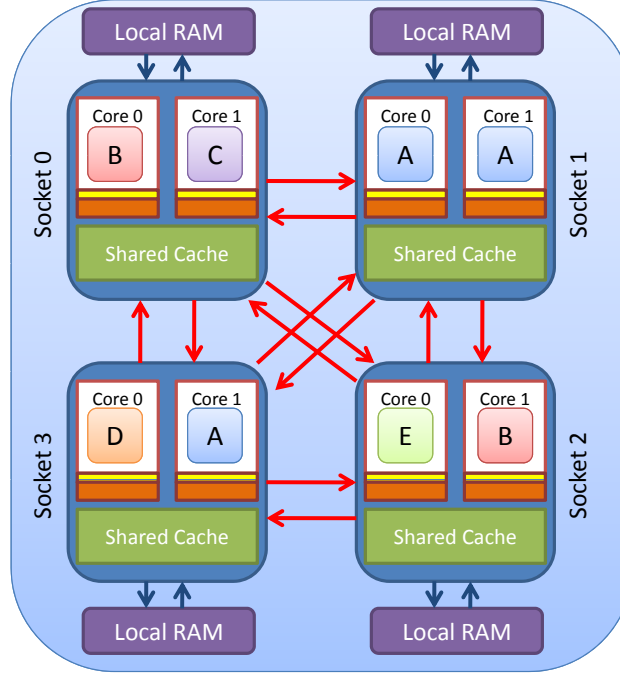 Local RAM
Local RAM
Socket 0
Core 0
Core 1
B
C
Shared Cache
Core 0
Core 1
A
A
Shared Cache
Socket 1
Socket 3
Core 0
Core 1
D
A
Shared Cache
Core 0
Core 1
E
B
Shared Cache
Socket 2
Local RAM
Local RAM